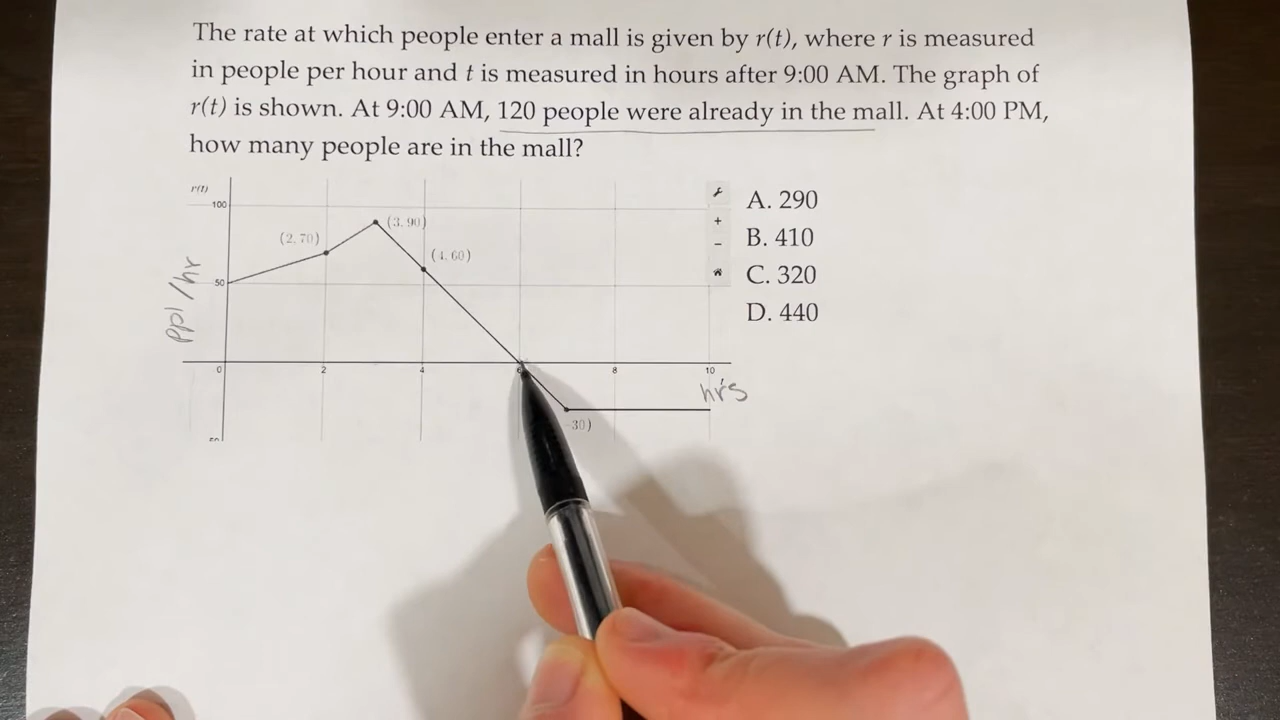 The rate at which people enter a mall is given by r(t), where r is measured
in people per hour and t is measured in hours after 9:00 AM. The graph of
r(t) is shown. At 9:00 AM, 120 people were already in the mall. At 4:00 PM,
how many people are in the mall?
r(t)
100
(2, 70)
(3, 90)
(4, 60)
50
ppl/hr
0
2
4
6
8
10
hrs
30)
50
+
−
A. 290
B. 410
C. 320
D. 440